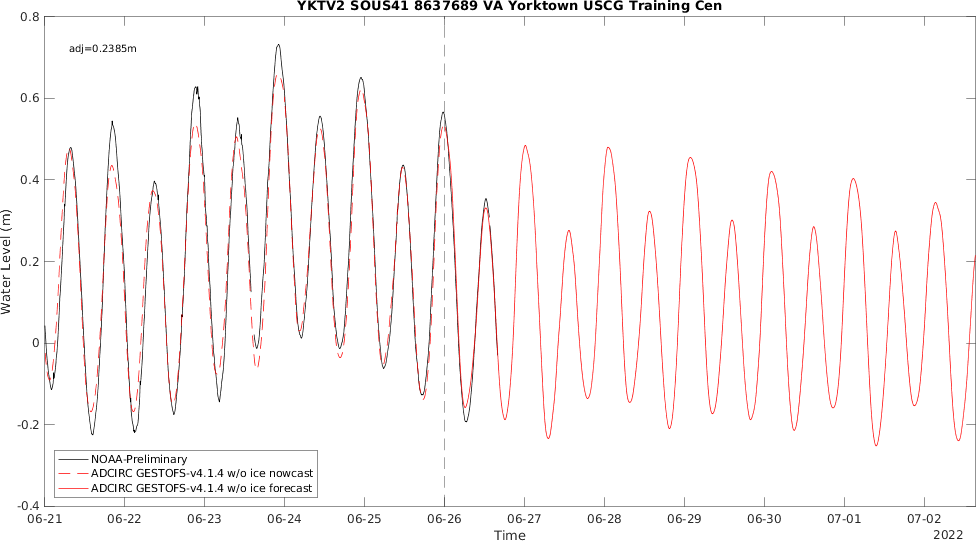 YKTV2 SOUS41 8637689 VA Yorktown USCG Training Cen
adj=0.2385m
0.8
0.6
0.4
0.2
0
-0.2
-0.4
Water Level (m)
NOAA-Preliminary
ADCIRC GESTOFS-v4.1.4 w/o ice nowcast
ADCIRC GESTOFS-v4.1.4 w/o ice forecast
06-21 06-22 06-23 06-24 06-25 06-26 06-27 06-28 06-29 06-30 07-01 07-02
Time
2022